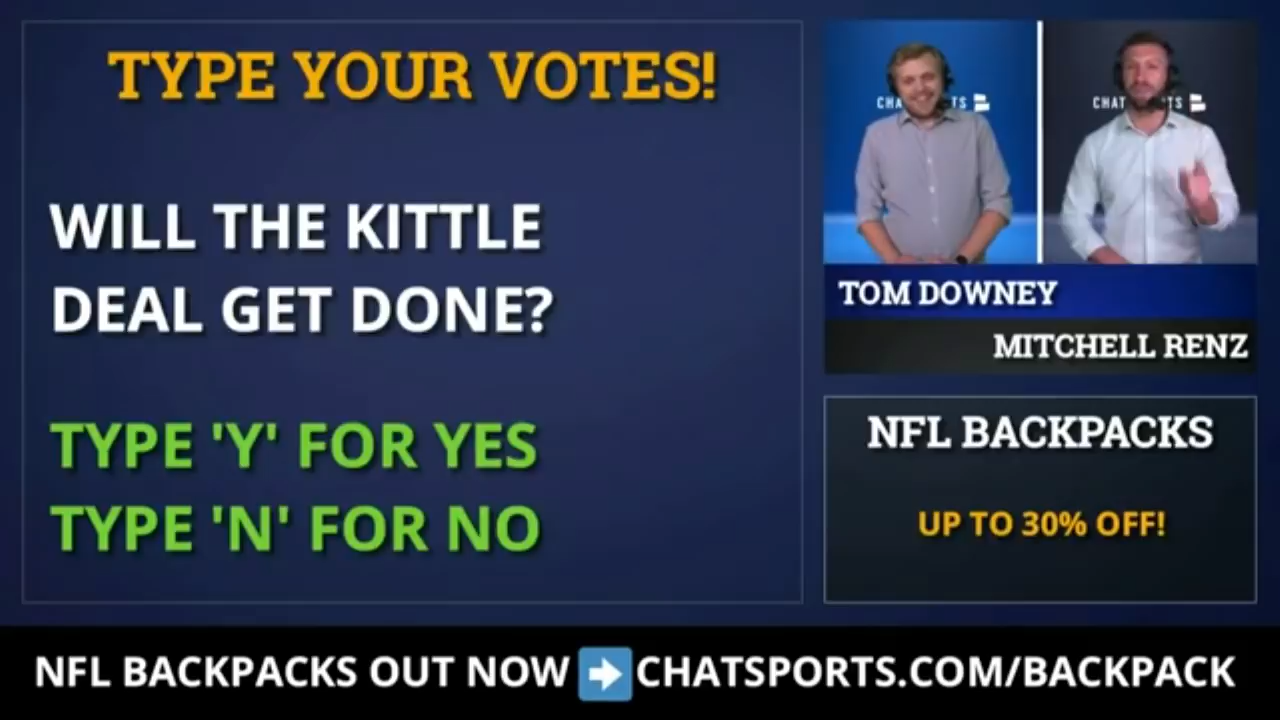 TYPE YOUR VOTES!
WILL THE KITTLE
DEAL GET DONE?
TYPE 'Y' FOR YES
TYPE 'N' FOR NO
TOM DOWNEY
MITCHELL RENZ
NFL BACKPACKS
UP TO 30% OFF!
NFL BACKPACKS OUT NOW ➡ CHATSPORTS.COM/BACKPACK